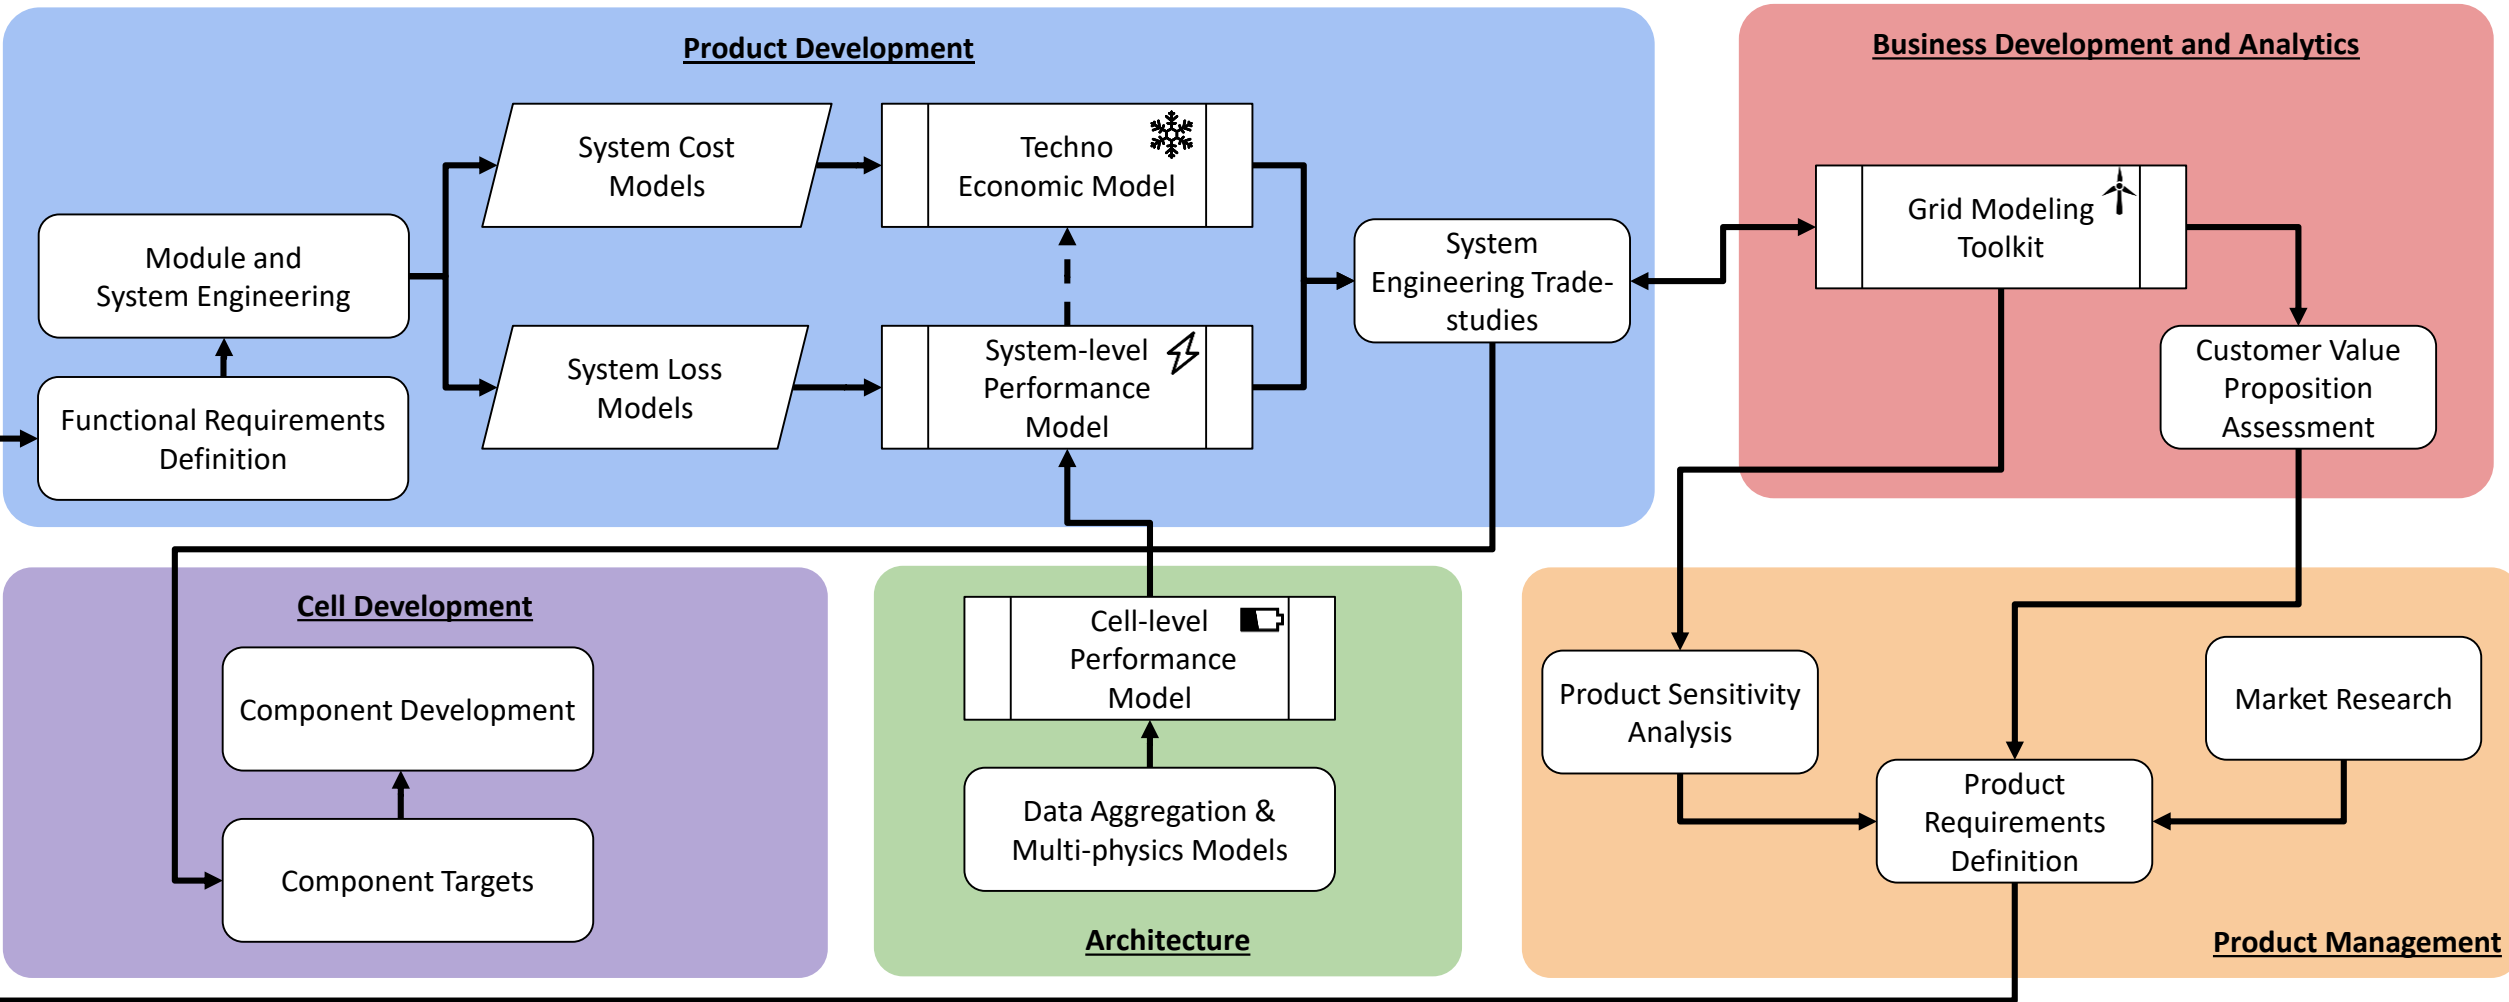 Product Development
Business Development and Analytics
System Cost
Models
Techno
Economic Model
Module and
System Engineering
System
Engineering Trade-
studies
Grid Modeling
Toolkit
Functional Requirements
Definition
System Loss
Models
System-level
Performance
Model
Customer Value
Proposition
Assessment
Cell Development
Component Development
Component Targets
Cell-level
Performance
Model
Data Aggregation &
Multi-physics Models
Architecture
Product Sensitivity
Analysis
Market Research
Product
Requirements
Definition
Product Management